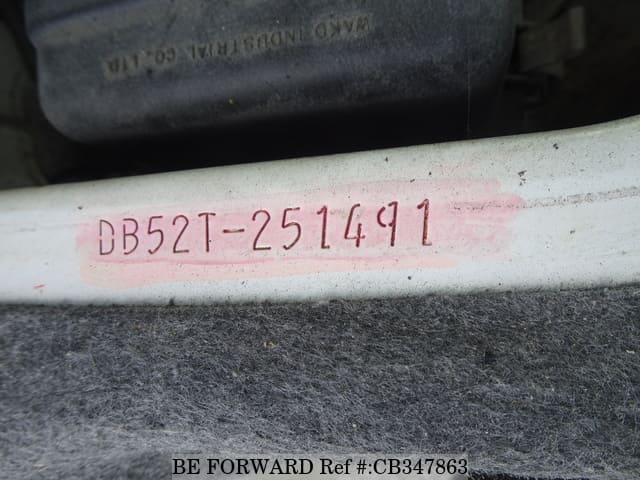 WAKO INDUSTRIAL CO.,LTD.
DB52T-251491
BE FORWARD Ref #:CB347863